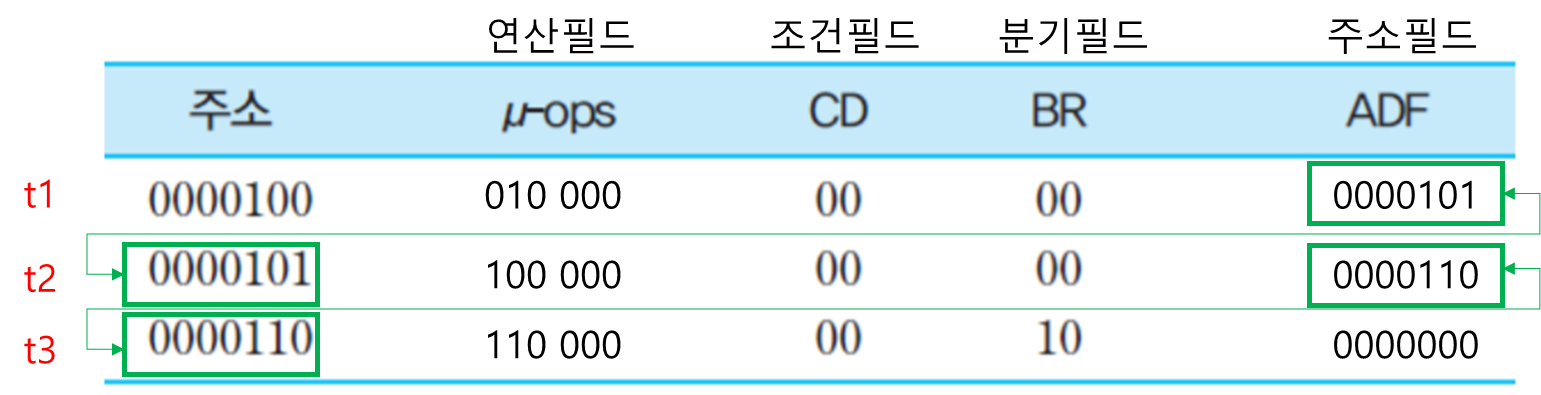 연산필드 조건필드 분기필드 주소필드
주소 μ-ops CD BR ADF
t1 0000100 010 000 00 00 0000101
t2 0000101 100 000 00 00 0000110
t3 0000110 110 000 00 10 0000000